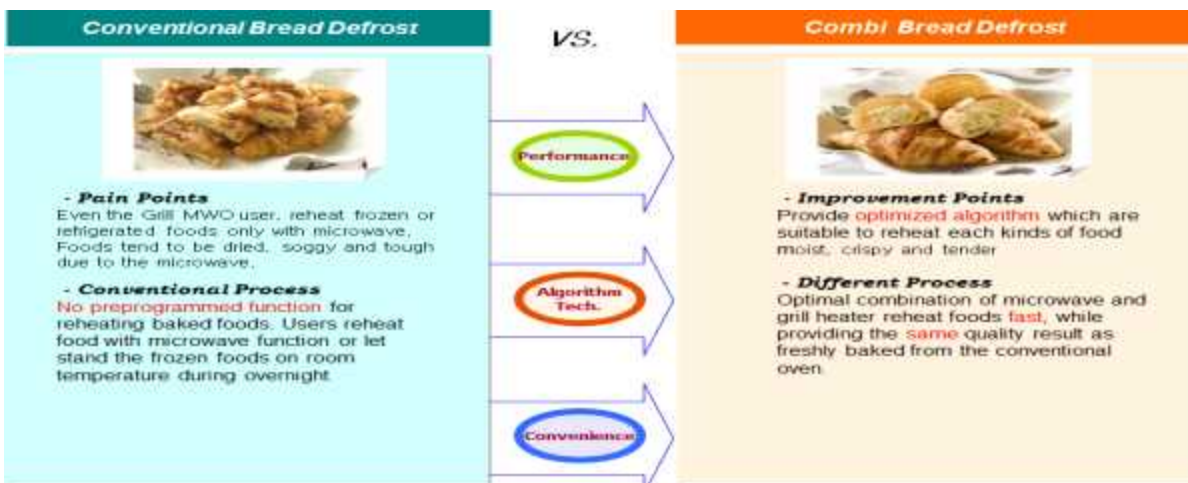 Conventional Bread Defrost
- Pain Points
Even the Grill MWO user, reheat frozen or
refrigerated foods only with microwave,
Foods tend to be dried, soggy and tough
due to the microwave,
- Conventional Process
No preprogrammed function for
reheating baked foods. Users reheat
food with microwave function or let
stand the frozen foods on room
temperature during overnight
VS.
Performance
Algorithm
Tech.
Convenience
Combi Bread Defrost
- Improvement Points
Provide optimized algorithm which are
suitable to reheat each kinds of food
moist, crispy and tender
- Different Process
Optimal combination of microwave and
grill heater reheat foods fast, while
providing the same quality result as
freshly baked from the conventional
oven